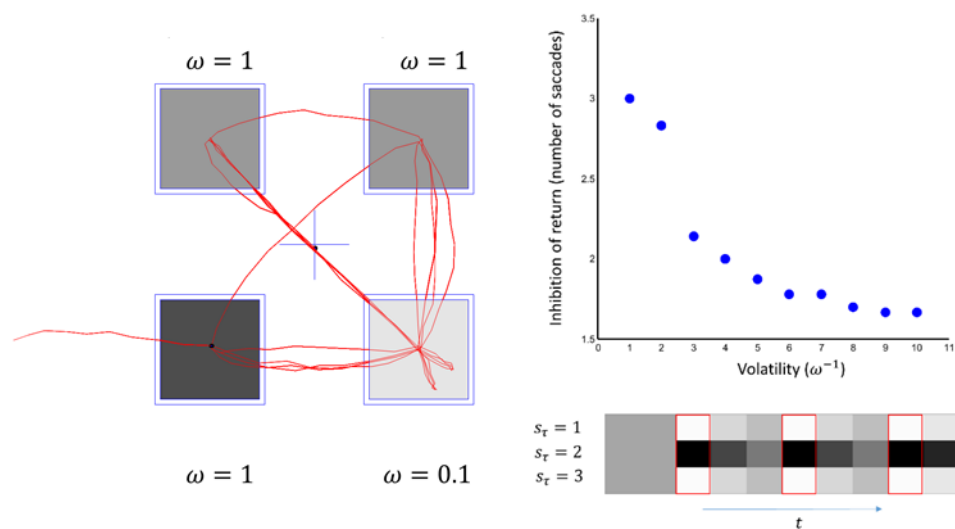 ω = 1
ω = 1
ω = 1
ω = 0.1
Inhibition of return (number of saccades)
3.5
3
2.5
2
1.5
0
1
2
3
4
5
6
7
8
9
10
11
Volatility (ω⁻¹)
sτ = 1
sτ = 2
sτ = 3
t